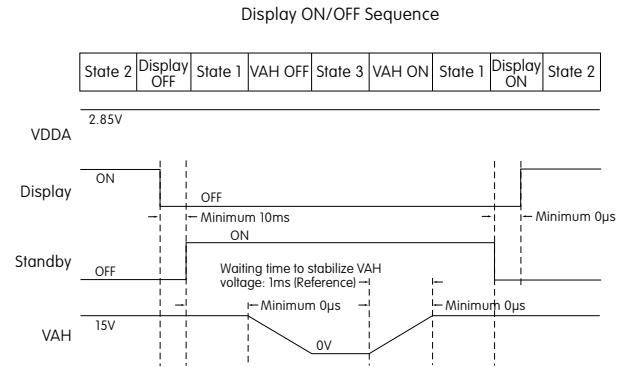 Display ON/OFF Sequence
State 2 Display OFF State 1 VAH OFF State 3 VAH ON State 1 Display ON State 2
2.85V
VDDA
ON
Display
OFF
Minimum 10ms
Minimum 0µs
ON
Standby
OFF
Waiting time to stabilize VAH
voltage: 1ms (Reference)
Minimum 0µs
Minimum 0µs
15V
VAH
0V